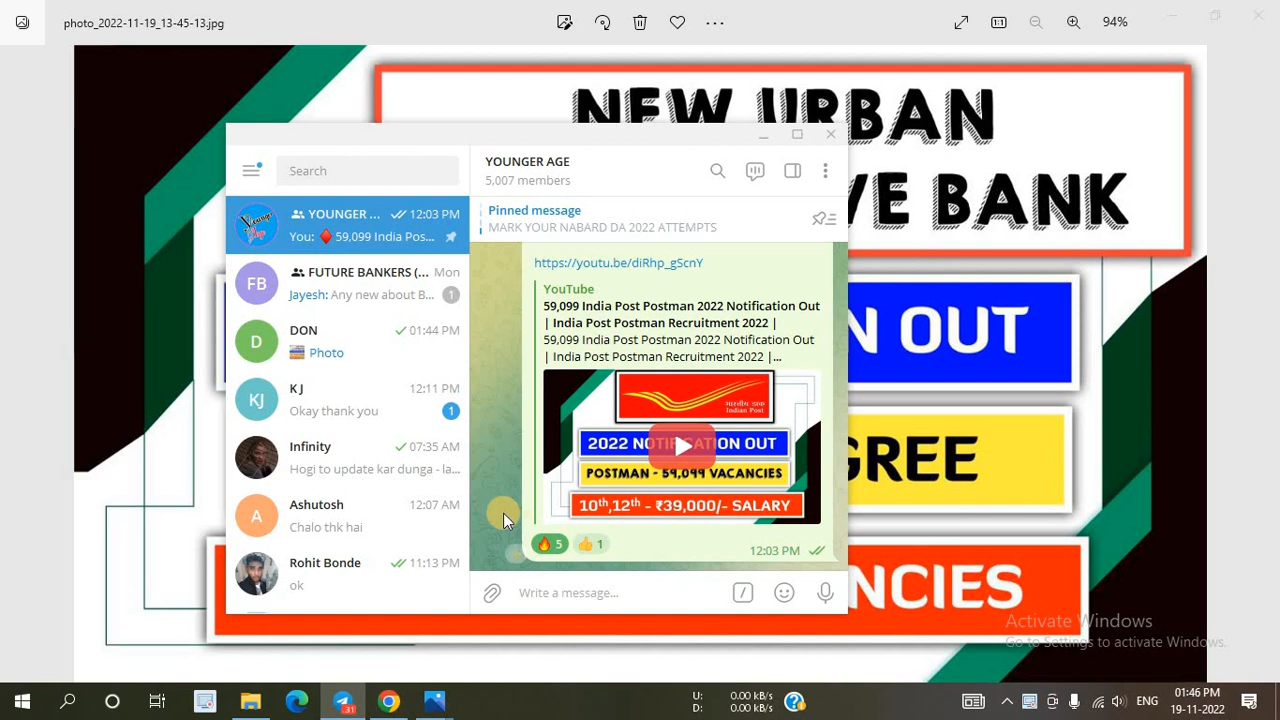 photo_2022-11-19_13-45-13.jpg
94%
NEW URBAN
VE BANK
N OUT
GREE
NCIES
Search
YOUNGER ... 12:03 PM
You: ♦️ 59,099 India Pos...
FB
FUTURE BANKERS (... Mon
Jayesh: Any new about B... 1
D
DON 01:44 PM
Photo
KJ
K J 12:11 PM
Okay thank you 1
Infinity 07:35 AM
Hogi to update kar dunga - la...
A
Ashutosh 12:07 AM
Chalo thk hai
Rohit Bonde 11:13 PM
ok
YOUNGER AGE
5,007 members
Pinned message
MARK YOUR NABARD DA 2022 ATTEMPTS
https://youtu.be/diRhp_gScnY
YouTube
59,099 India Post Postman 2022 Notification Out
| India Post Postman Recruitment 2022 |
59,099 India Post Postman 2022 Notification Out
| India Post Postman Recruitment 2022 |...
भारतीय डाक
Indian Post
2022 NOTIFICATION OUT
POSTMAN - 59,099 VACANCIES
10th,12th - ₹39,000/- SALARY
🔥 5 👍 1
12:03 PM
Write a message...
Activate Windows
Go to Settings to activate Windows.
31
U: 0.00 kB/s
D: 0.00 kB/s
ENG
01:46 PM
19-11-2022